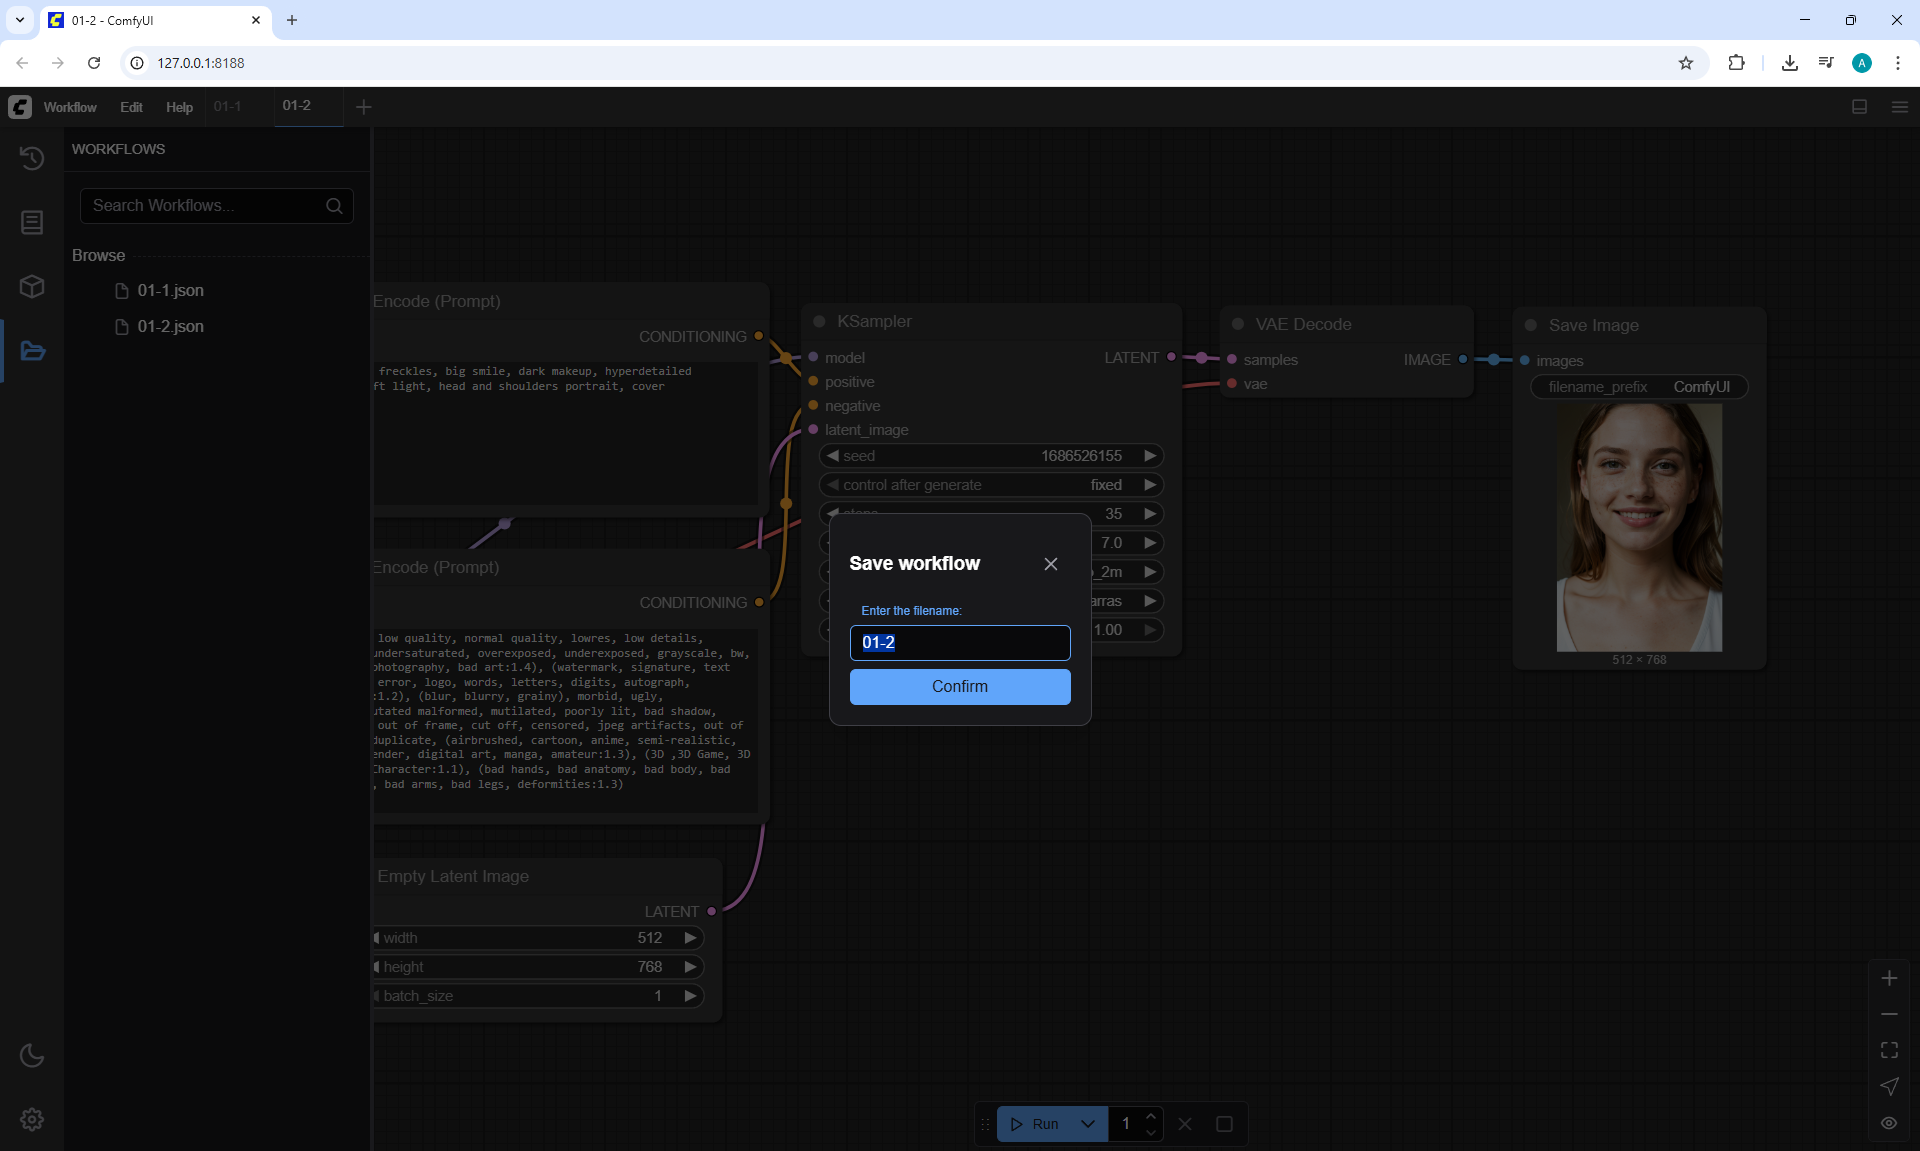 01-2 - ComfyUI
127.0.0.1:8188
A
Workflow Edit Help 01-1 01-2
WORKFLOWS
Search Workflows...
Browse
01-1.json
01-2.json
Encode (Prompt)
CONDITIONING
freckles, big smile, dark makeup, hyperdetailed
ft light, head and shoulders portrait, cover
Encode (Prompt)
CONDITIONING
low quality, normal quality, lowres, low details,
undersaturated, overexposed, underexposed, grayscale, bw,
photography, bad art:1.4), (watermark, signature, text
error, logo, words, letters, digits, autograph,
:1.2), (blur, blurry, grainy), morbid, ugly,
utated malformed, mutilated, poorly lit, bad shadow,
out of frame, cut off, censored, jpeg artifacts, out of
duplicate, (airbrushed, cartoon, anime, semi-realistic,
ender, digital art, manga, amateur:1.3), (3D ,3D Game, 3D
Character:1.1), (bad hands, bad anatomy, bad body, bad
, bad arms, bad legs, deformities:1.3)
Empty Latent Image
LATENT
width 512
height 768
batch_size 1
KSampler
model LATENT
positive
negative
latent_image
seed 1686526155
control after generate fixed
steps 35
7.0
_2m
arras
1.00
VAE Decode
samples IMAGE
vae
Save Image
images
filename_prefix ComfyUI
512 × 768
Save workflow
Enter the filename:
01-2
Confirm
Run 1